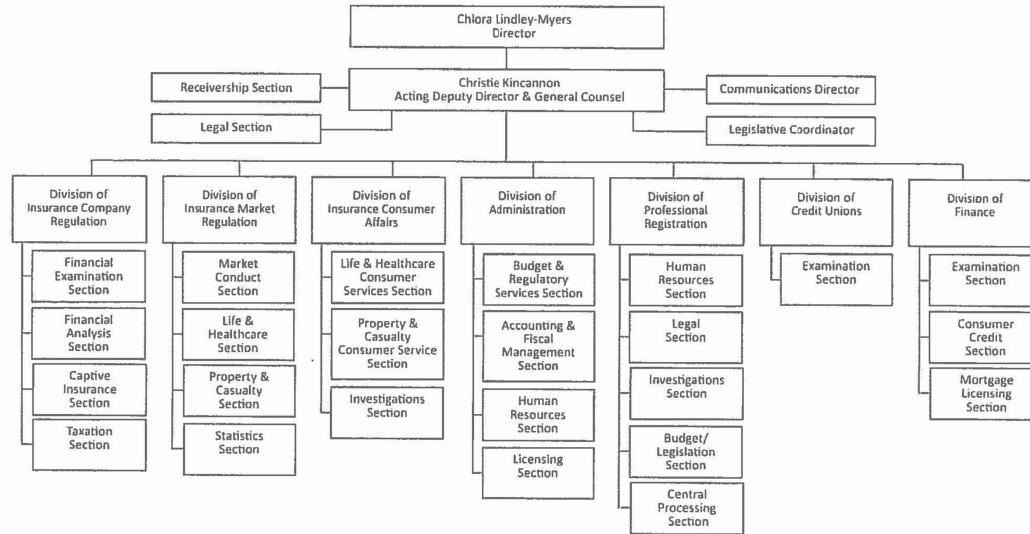 Chlora Lindley-Myers
Director
Christie Kincannon
Acting Deputy Director & General Counsel
Receivership Section
Communications Director
Legal Section
Legislative Coordinator
Division of
Insurance Company
Regulation
Financial
Examination
Section
Financial
Analysis
Section
Captive
Insurance
Section
Taxation
Section
Division of
Insurance Market
Regulation
Market
Conduct
Section
Life &
Healthcare
Section
Property &
Casualty
Section
Statistics
Section
Division of
Insurance Consumer
Affairs
Life & Healthcare
Consumer
Services Section
Property &
Casualty
Consumer Service
Section
Investigations
Section
Division of
Administration
Budget &
Regulatory
Services Section
Accounting &
Fiscal
Management
Section
Human
Resources
Section
Licensing
Section
Division of
Professional
Registration
Human
Resources
Section
Legal
Section
Investigations
Section
Budget/
Legislation
Section
Central
Processing
Section
Division of
Credit Unions
Examination
Section
Division of
Finance
Examination
Section
Consumer
Credit
Section
Mortgage
Licensing
Section